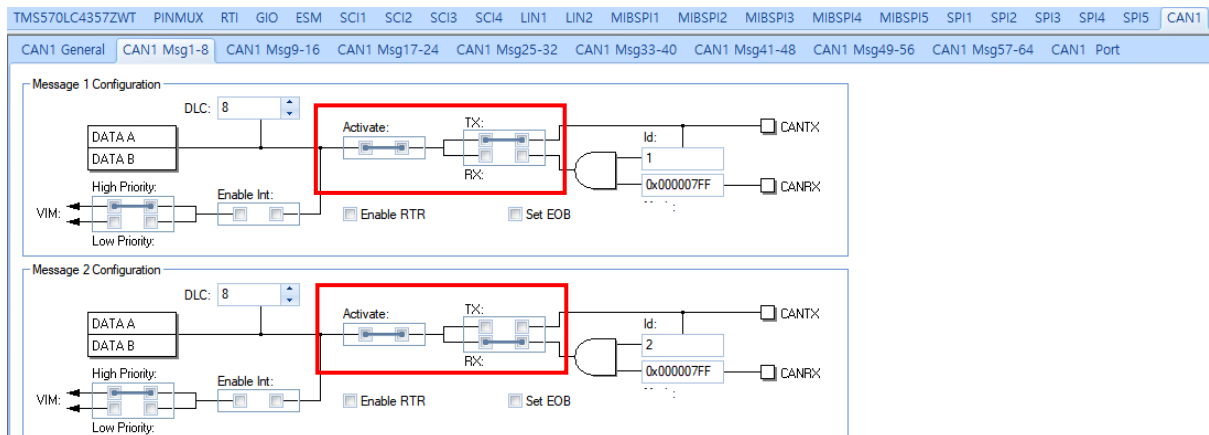 TMS570LC4357ZWT PINMUX RTI GIO ESM SCI1 SCI2 SCI3 SCI4 LIN1 LIN2 MIBSPI1 MIBSPI2 MIBSPI3 MIBSPI4 MIBSPI5 SPI1 SPI2 SPI3 SPI4 SPI5 CAN1
CAN1 General CAN1 Msg1-8 CAN1 Msg9-16 CAN1 Msg17-24 CAN1 Msg25-32 CAN1 Msg33-40 CAN1 Msg41-48 CAN1 Msg49-56 CAN1 Msg57-64 CAN1 Port
Message 1 Configuration
DLC: 8
Activate: TX: CANTX
DATA A Id:
DATA B 1
RX:
High Priority: 0x000007FF CANRX
Enable Int:
VIM: Enable RTR Set EOB
Low Priority:
Message 2 Configuration
DLC: 8
Activate: TX: CANTX
DATA A Id:
DATA B 2
RX:
High Priority: 0x000007FF CANRX
Enable Int:
VIM: Enable RTR Set EOB
Low Priority: